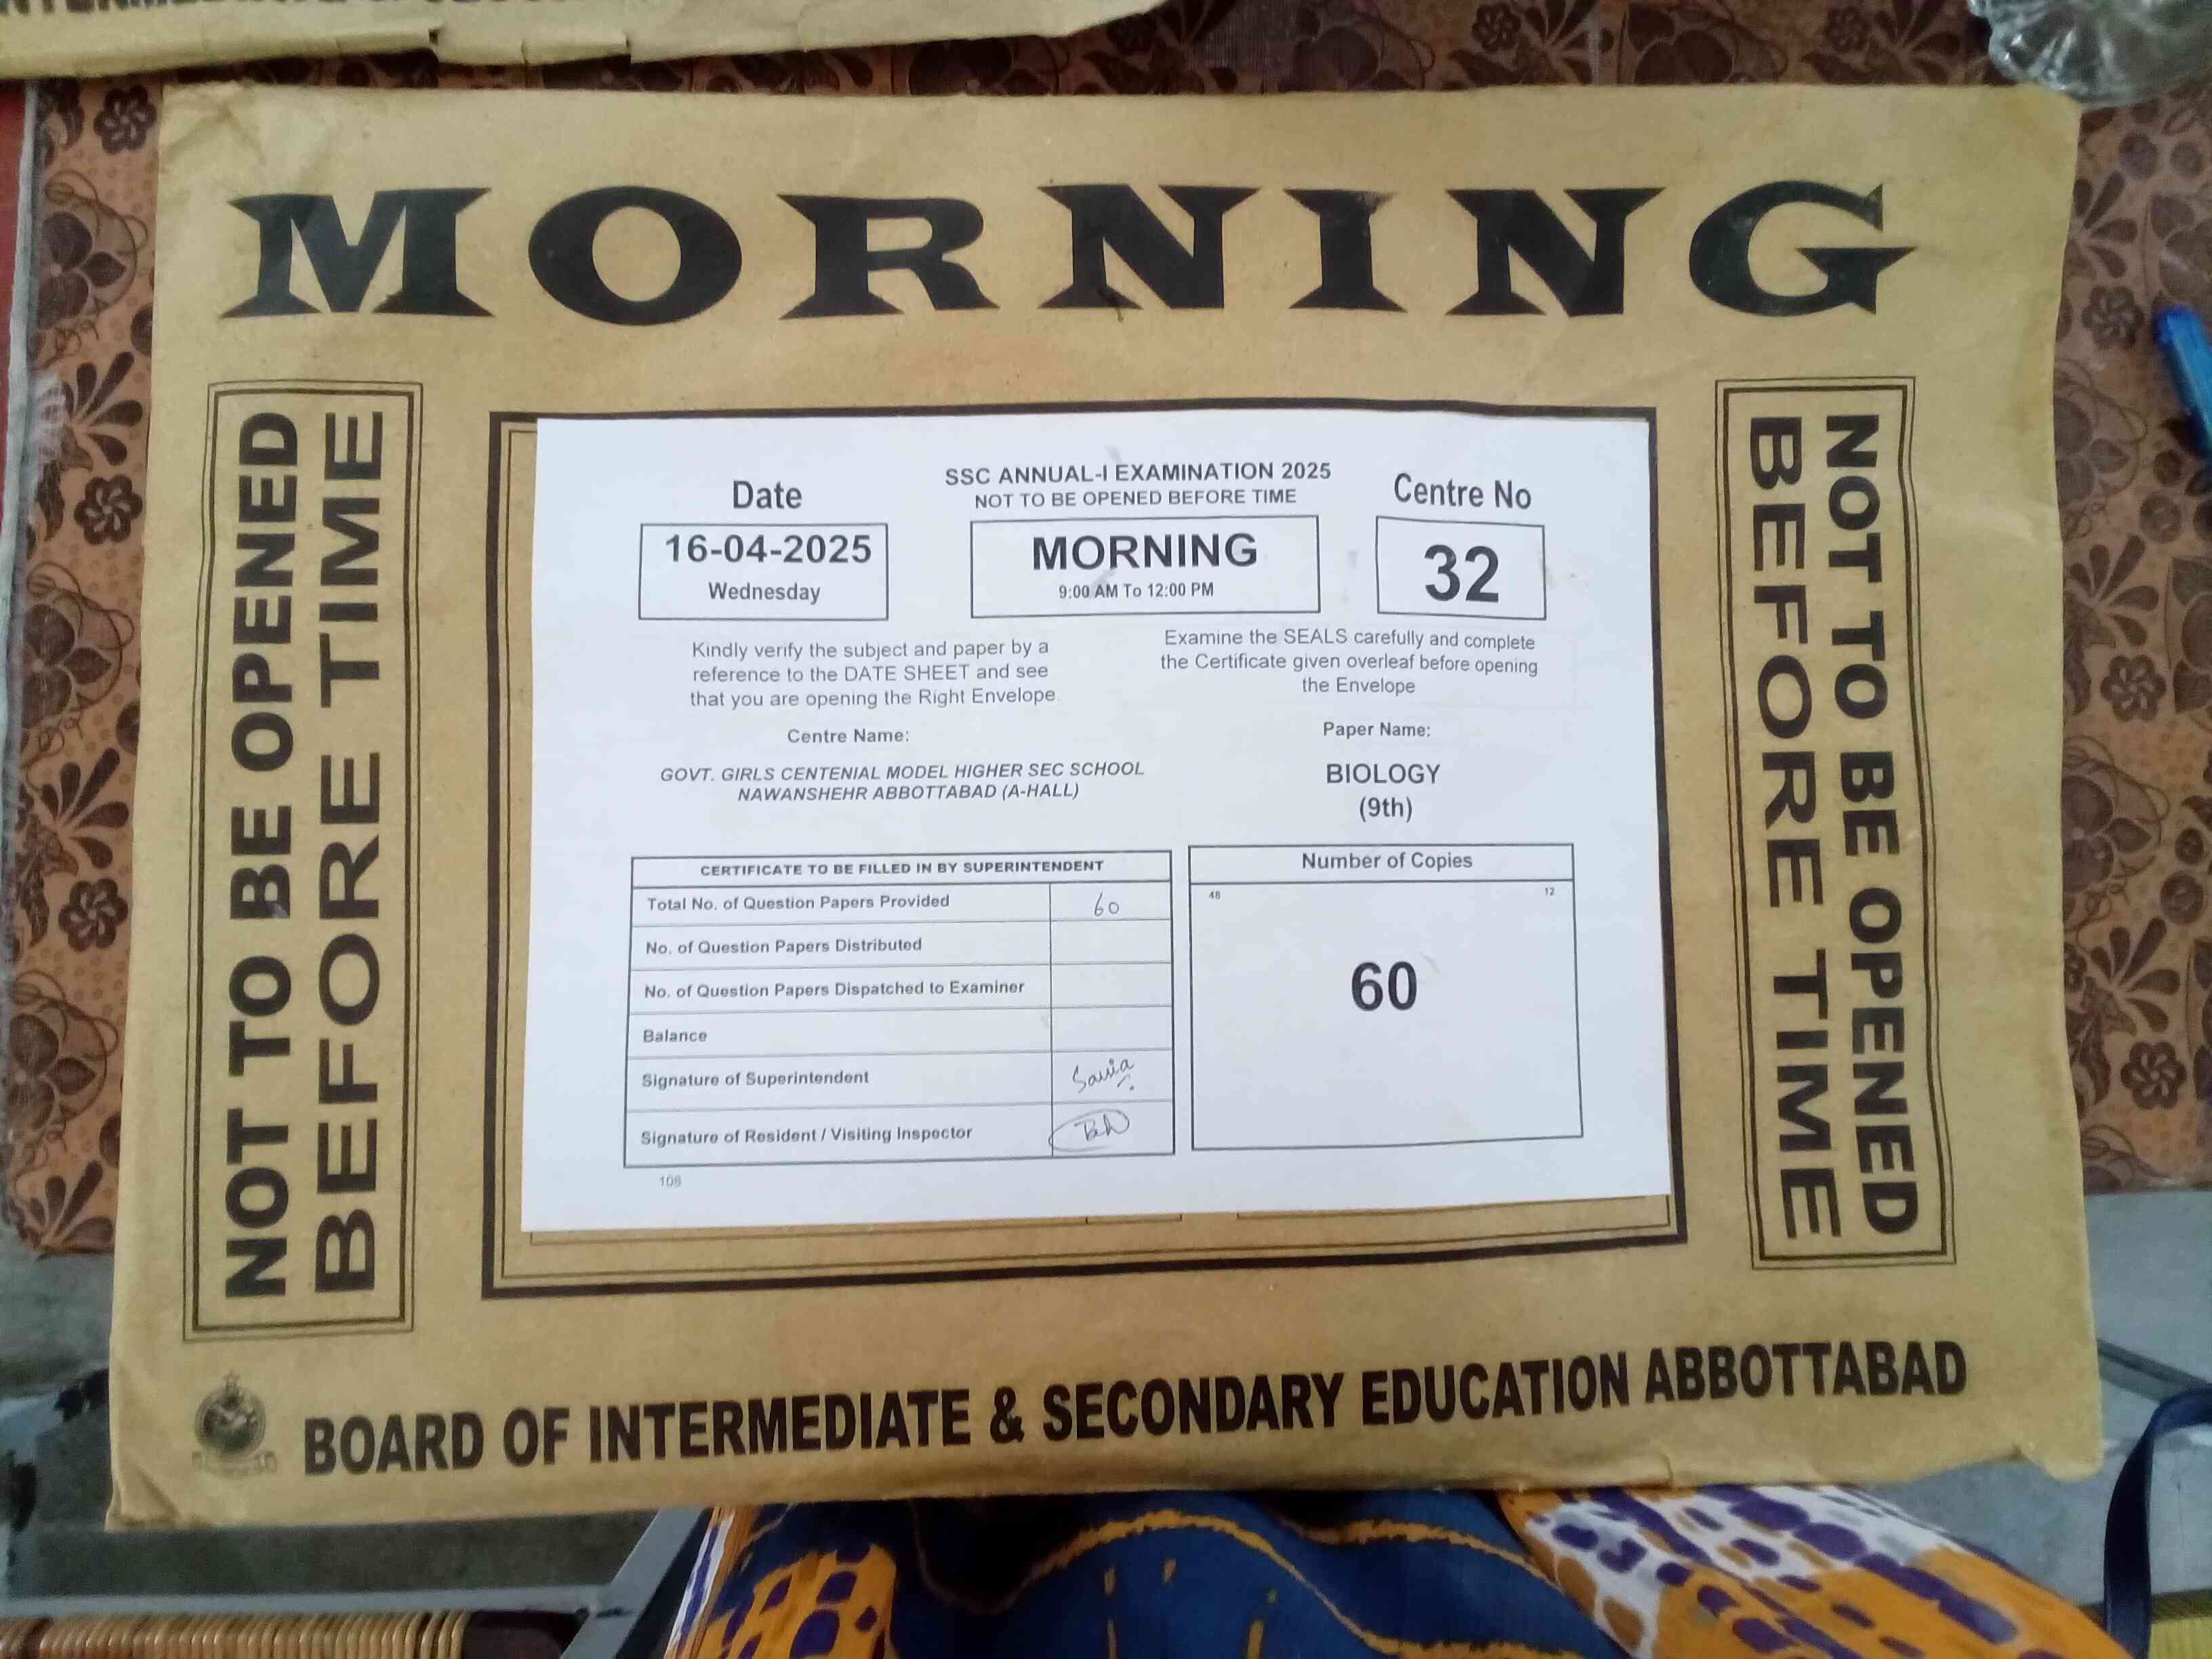 MORNING
NOT TO BE OPENED
BEFORE TIME
Date
16-04-2025
Wednesday
SSC ANNUAL-I EXAMINATION 2025
NOT TO BE OPENED BEFORE TIME
MORNING
9:00 AM To 12:00 PM
Centre No
32
Kindly verify the subject and paper by a
reference to the DATE SHEET and see
that you are opening the Right Envelope.
Examine the SEALS carefully and complete
the Certificate given overleaf before opening
the Envelope
Centre Name:
GOVT. GIRLS CENTENIAL MODEL HIGHER SEC SCHOOL
NAWANSHEHR ABBOTTABAD (A-HALL)
Paper Name:
BIOLOGY
(9th)
CERTIFICATE TO BE FILLED IN BY SUPERINTENDENT
Total No. of Question Papers Provided 60
No. of Question Papers Distributed
No. of Question Papers Dispatched to Examiner
Balance
Signature of Superintendent
Signature of Resident / Visiting Inspector
Number of Copies
48 12
60
NOT TO BE OPENED
BEFORE TIME
BOARD OF INTERMEDIATE & SECONDARY EDUCATION ABBOTTABAD